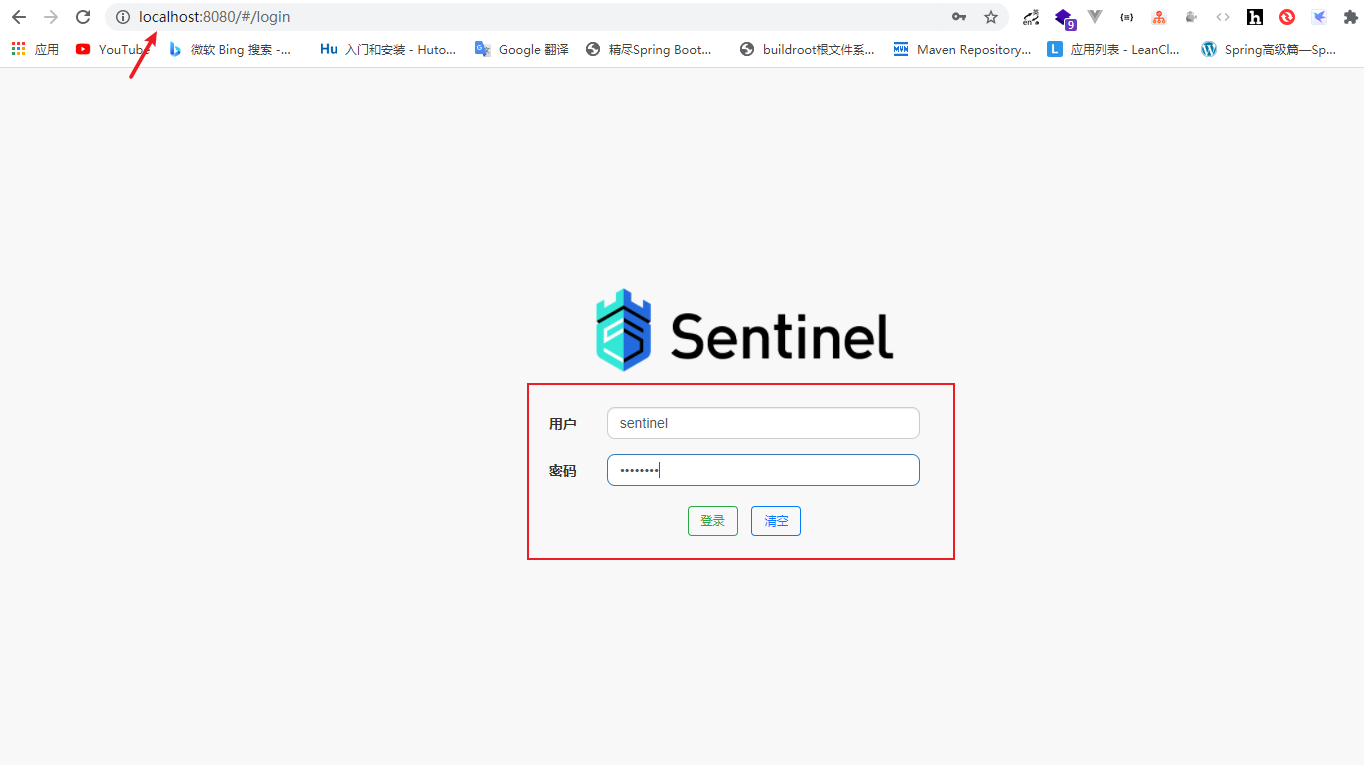 localhost:8080/#/login
en 英 9
应用 YouTube 微软 Bing 搜索 -... Hu 入门和安装 - Huto... Google 翻译 精尽Spring Boot... buildroot根文件系... MVN Maven Repository... L 应用列表 - LeanCl... Spring高级篇—Sp...
Sentinel
用户 sentinel
密码 ••••••••
登录 清空